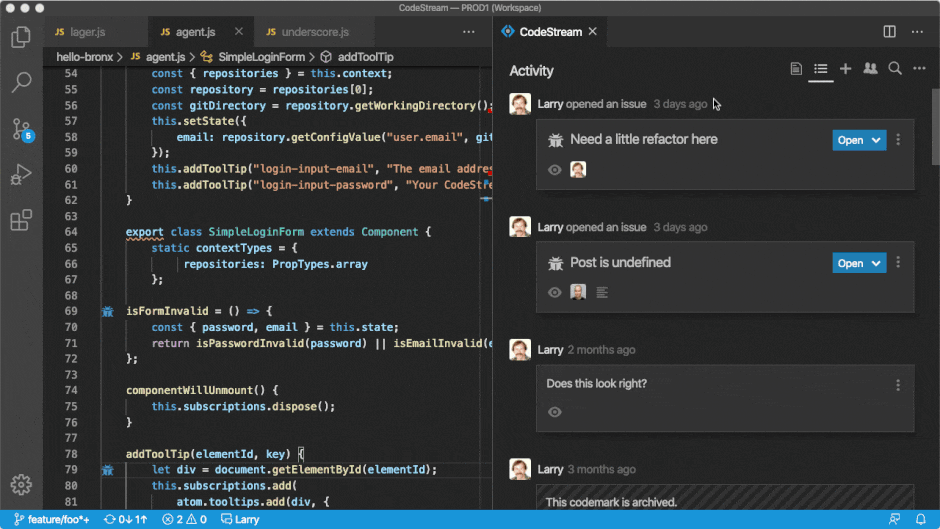 CodeStream — PROD1 (Workspace)
JS lager.js
JS agent.js
JS underscore.js
CodeStream
hello-bronx > JS agent.js > SimpleLoginForm > addToolTip
54 const { repositories } = this.context;
55 const repository = repositories[0];
56 const gitDirectory = repository.getWorkingDirectory();
57 this.setState({
58 email: repository.getConfigValue("user.email", git
59 });
60 this.addToolTip("login-input-email", "The email addres
61 this.addToolTip("login-input-password", "Your CodeStre
62 }
63
64 export class SimpleLoginForm extends Component {
65 static contextTypes = {
66 repositories: PropTypes.array
67 };
68
69 isFormInvalid = () => {
70 const { password, email } = this.state;
71 return isPasswordInvalid(password) || isEmailInvalid(e
72 };
73
74 componentWillUnmount() {
75 this.subscriptions.dispose();
76 }
77
78 addToolTip(elementId, key) {
79 let div = document.getElementById(elementId);
80 this.subscriptions.add(
81 atom.tooltips.add(div, {
5
Activity
Larry opened an issue 3 days ago
Need a little refactor here
Open
Larry opened an issue 3 days ago
Post is undefined
Open
Larry 2 months ago
Does this look right?
Larry 3 months ago
This codemark is archived.
feature/foo*+ 0↓ 1↑ 2 0 Larry